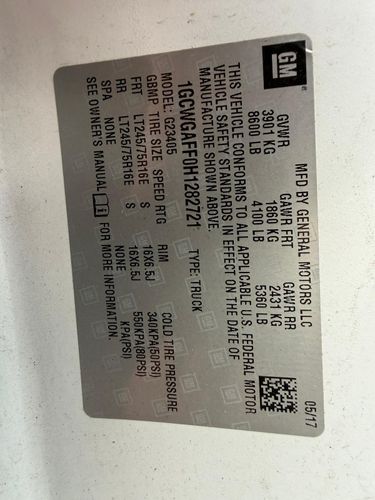 GM
MFD BY GENERAL MOTORS LLC
05/17
GVWR GAWR FRT GAWR RR
3901 KG 1860 KG 2431 KG
8600 LB 4100 LB 5360 LB
THIS VEHICLE CONFORMS TO ALL APPLICABLE U.S. FEDERAL MOTOR
VEHICLE SAFETY STANDARDS IN EFFECT ON THE DATE OF
MANUFACTURE SHOWN ABOVE.
1GCWGAFF0H1282721 TYPE: TRUCK
MODEL: G23405
GBMP TIRE SIZE SPEED RTG RIM COLD TIRE PRESSURE
FRT LT245/75R16E S 16X6.5J 340KPA(50PSI)
RR LT245/75R16E S 16X6.5J 550KPA(80PSI)
SPA NONE NONE KPA(PSI)
SEE OWNER'S MANUAL FOR MORE INFORMATION.